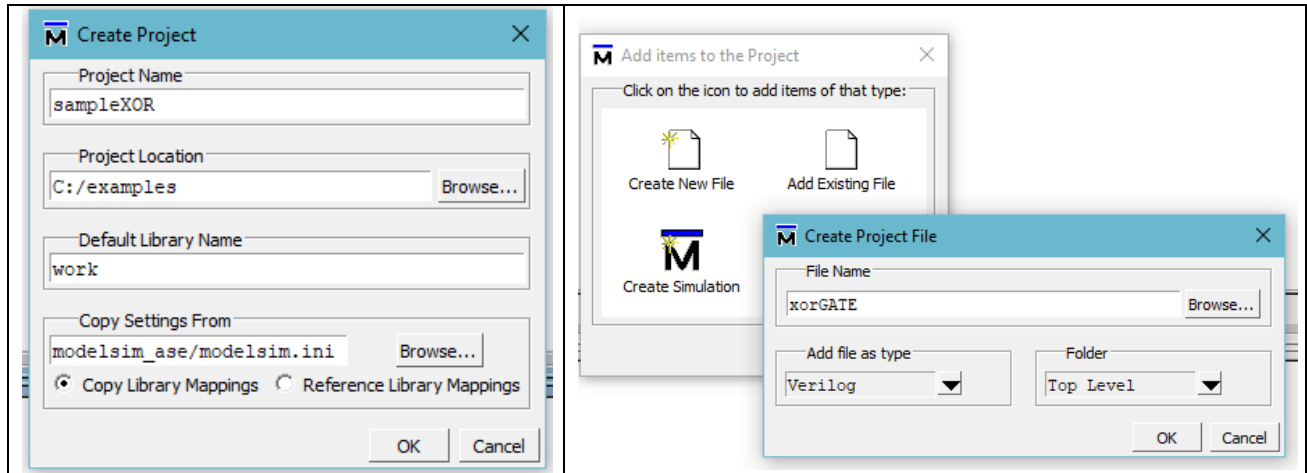 Create Project
Project Name
sampleXOR
Project Location
C:/examples
Browse...
Default Library Name
work
Copy Settings From
modelsim_ase/modelsim.ini
Browse...
Copy Library Mappings
Reference Library Mappings
OK
Cancel
Add items to the Project
Click on the icon to add items of that type:
Create New File
Add Existing File
Create Simulation
Create Project File
File Name
xorGATE
Browse...
Add file as type
Verilog
Folder
Top Level
OK
Cancel